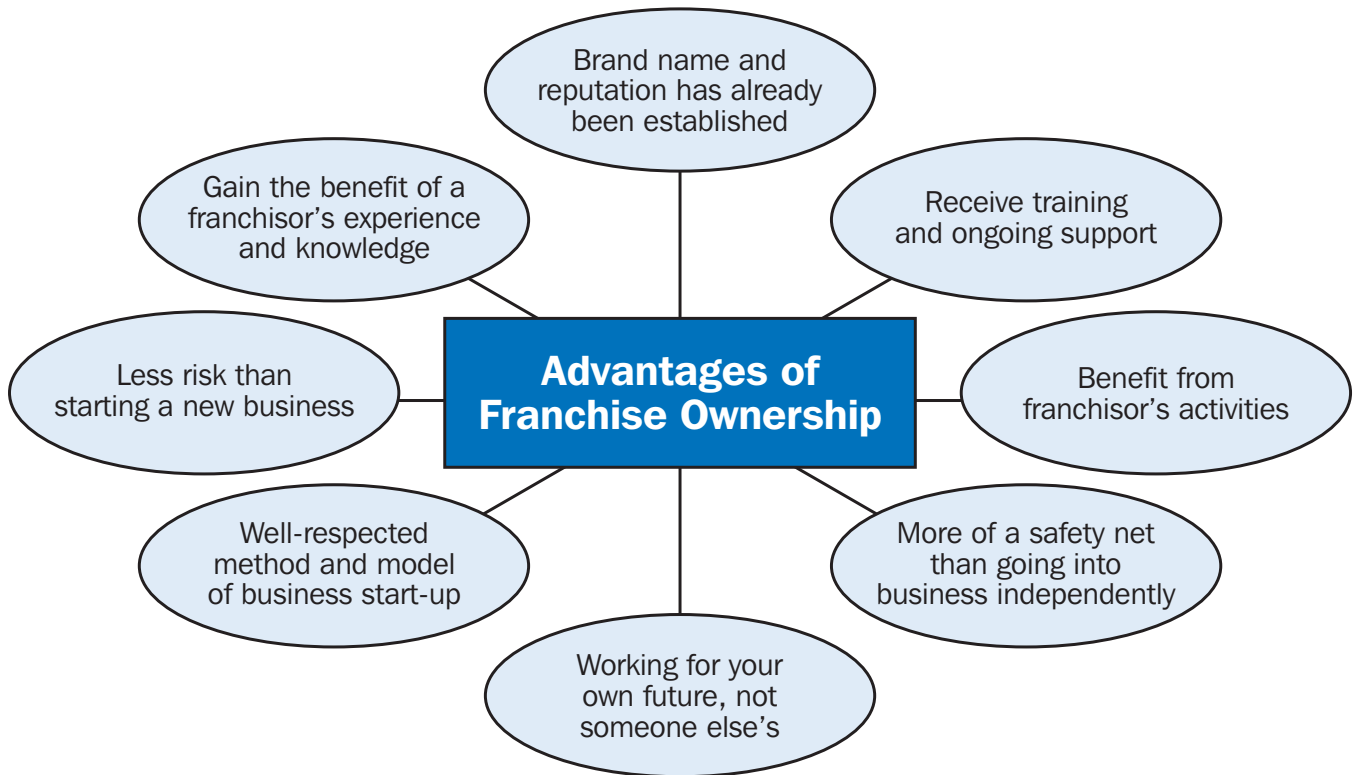 Brand name and
reputation has already
been established
Gain the benefit of a
franchisor’s experience
and knowledge
Receive training
and ongoing support
Less risk than
starting a new business
Advantages of
Franchise Ownership
Benefit from
franchisor’s activities
Well-respected
method and model
of business start-up
More of a safety net
than going into
business independently
Working for your
own future, not
someone else’s